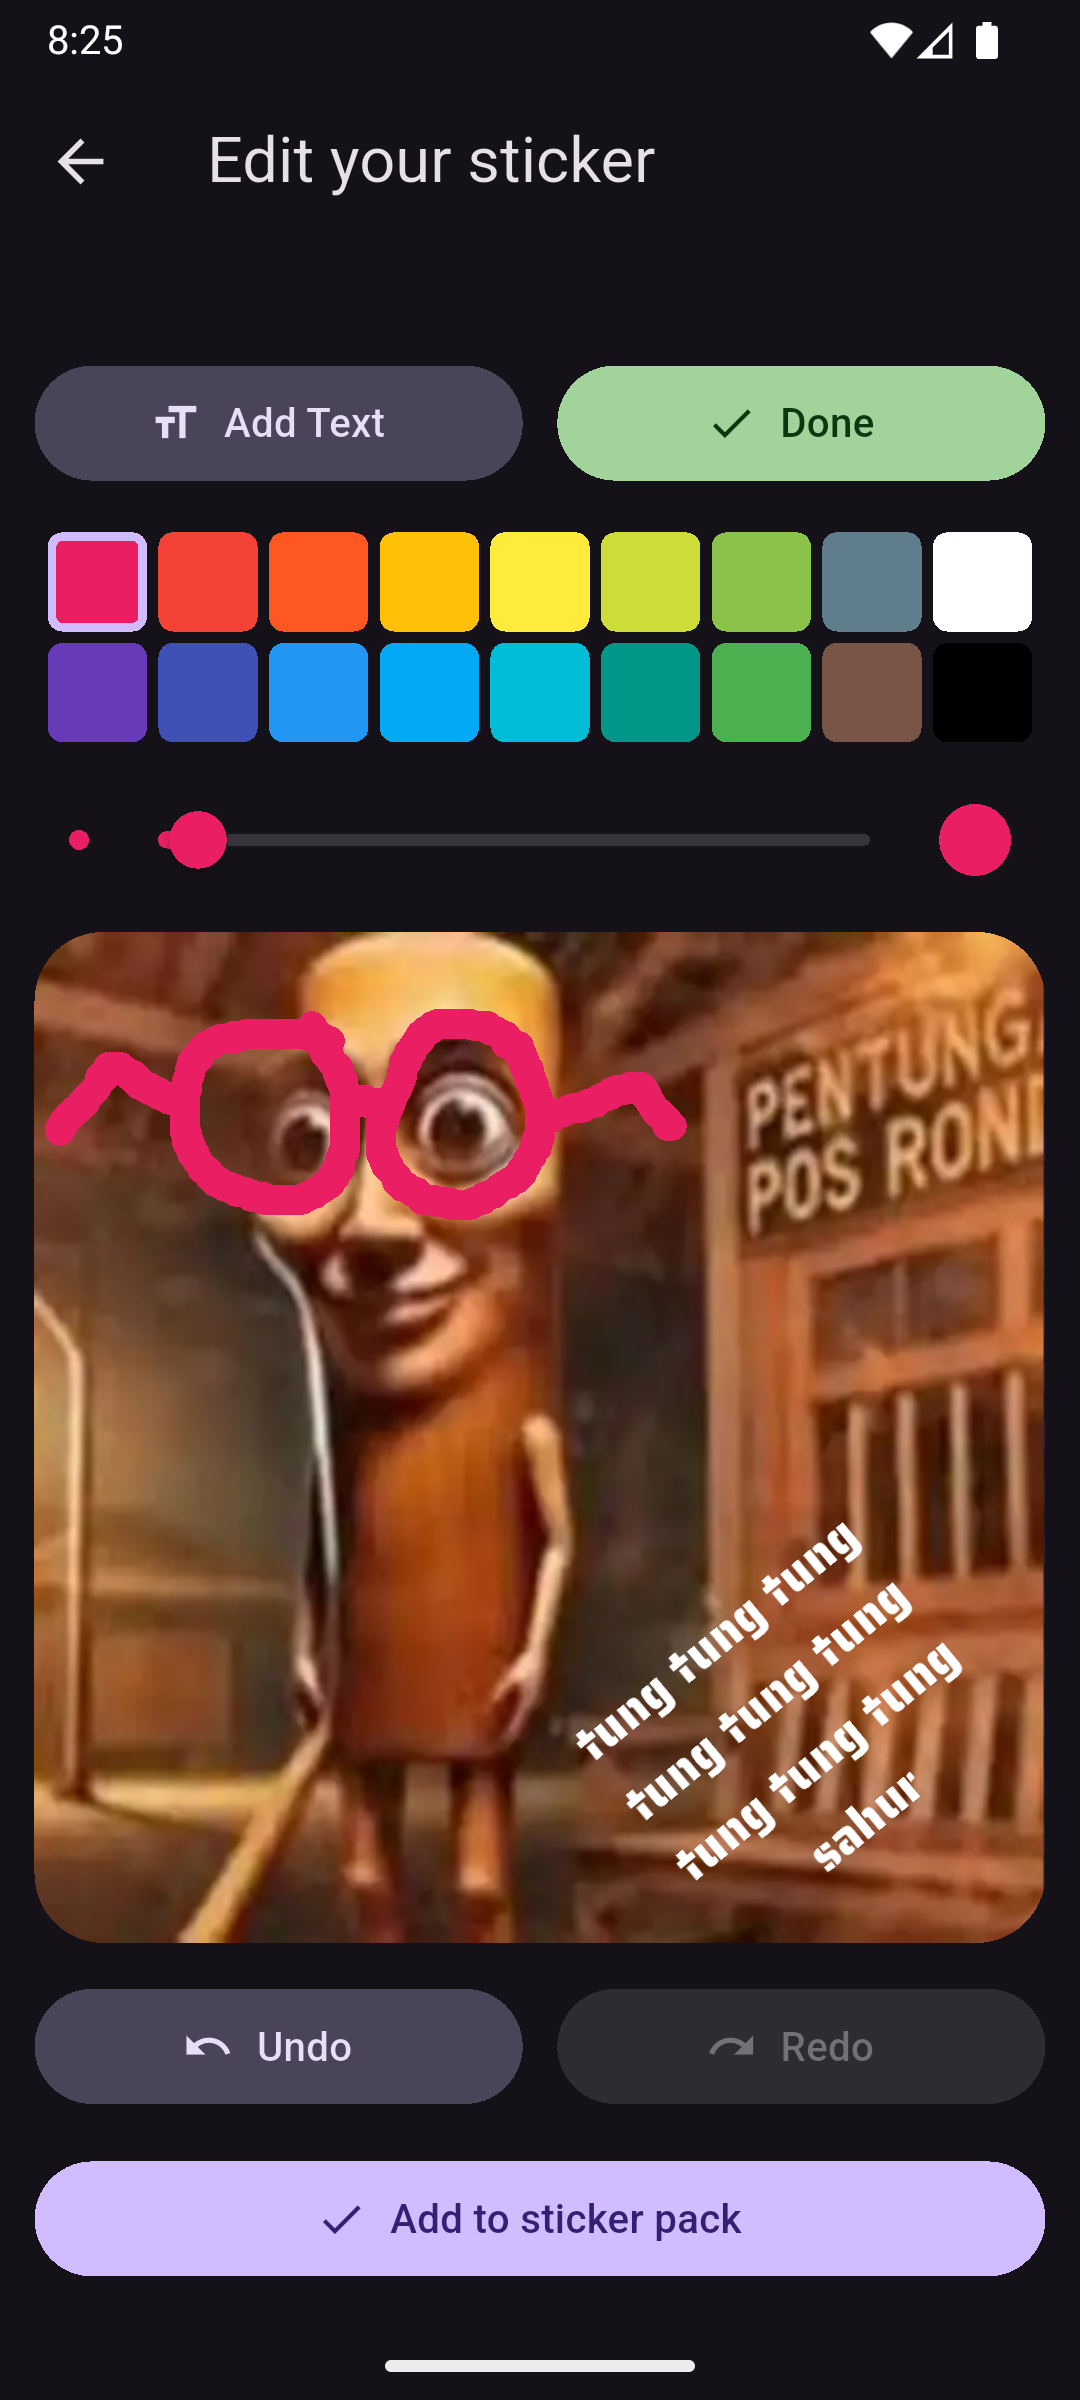 8:25
Edit your sticker
Add Text
Done
PENTUNG
POS ROND
tung tung tung
tung tung tung
tung tung tung
sahur
Undo
Redo
Add to sticker pack